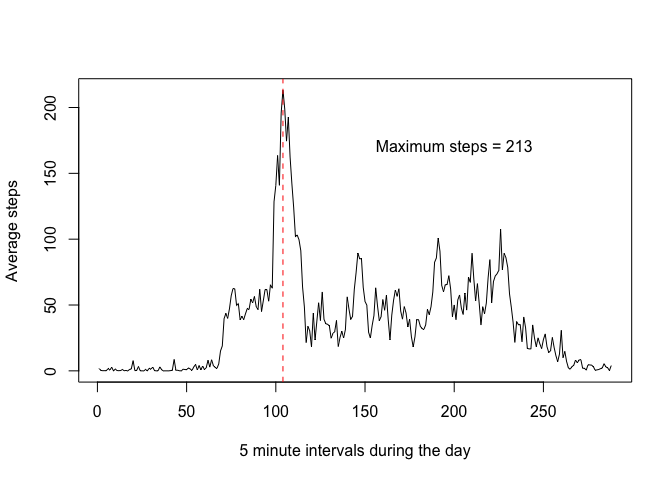 Average steps
200
150
100
50
0
Maximum steps = 213
0 50 100 150 200 250
5 minute intervals during the day